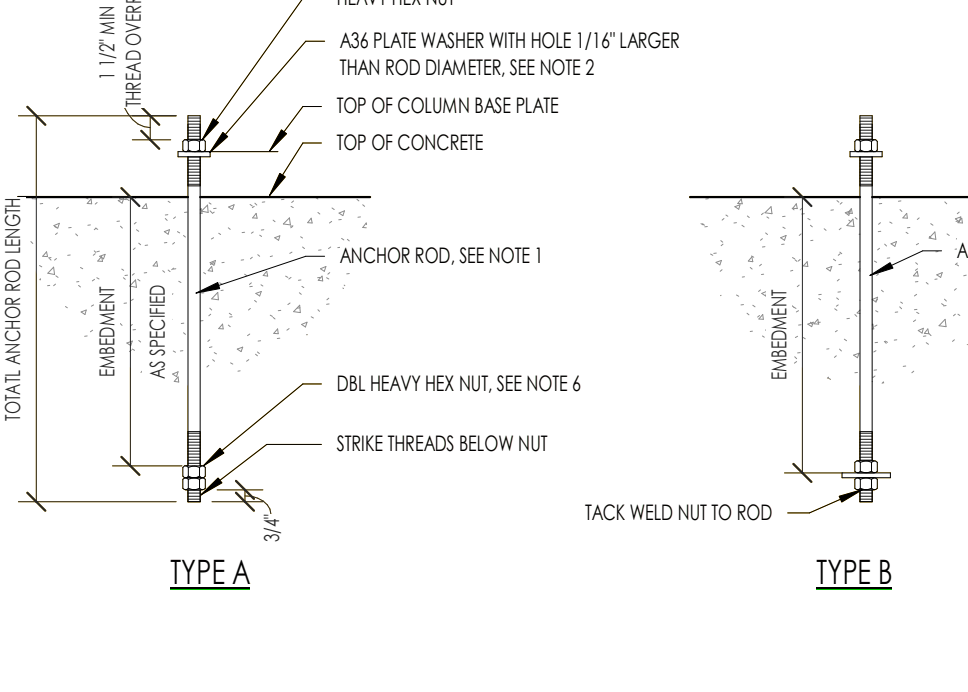 HEAVY HEX NUT
1 1/2" MIN
A36 PLATE WASHER WITH HOLE 1/16" LARGER
THAN ROD DIAMETER, SEE NOTE 2
TOP OF COLUMN BASE PLATE
TOP OF CONCRETE
TOTATL ANCHOR ROD LENGTH
EMBEDMENT
AS SPECIFIED
ANCHOR ROD, SEE NOTE 1
EMBEDMENT
DBL HEAVY HEX NUT, SEE NOTE 6
STRIKE THREADS BELOW NUT
3/4"
TACK WELD NUT TO ROD
TYPE A
TYPE B